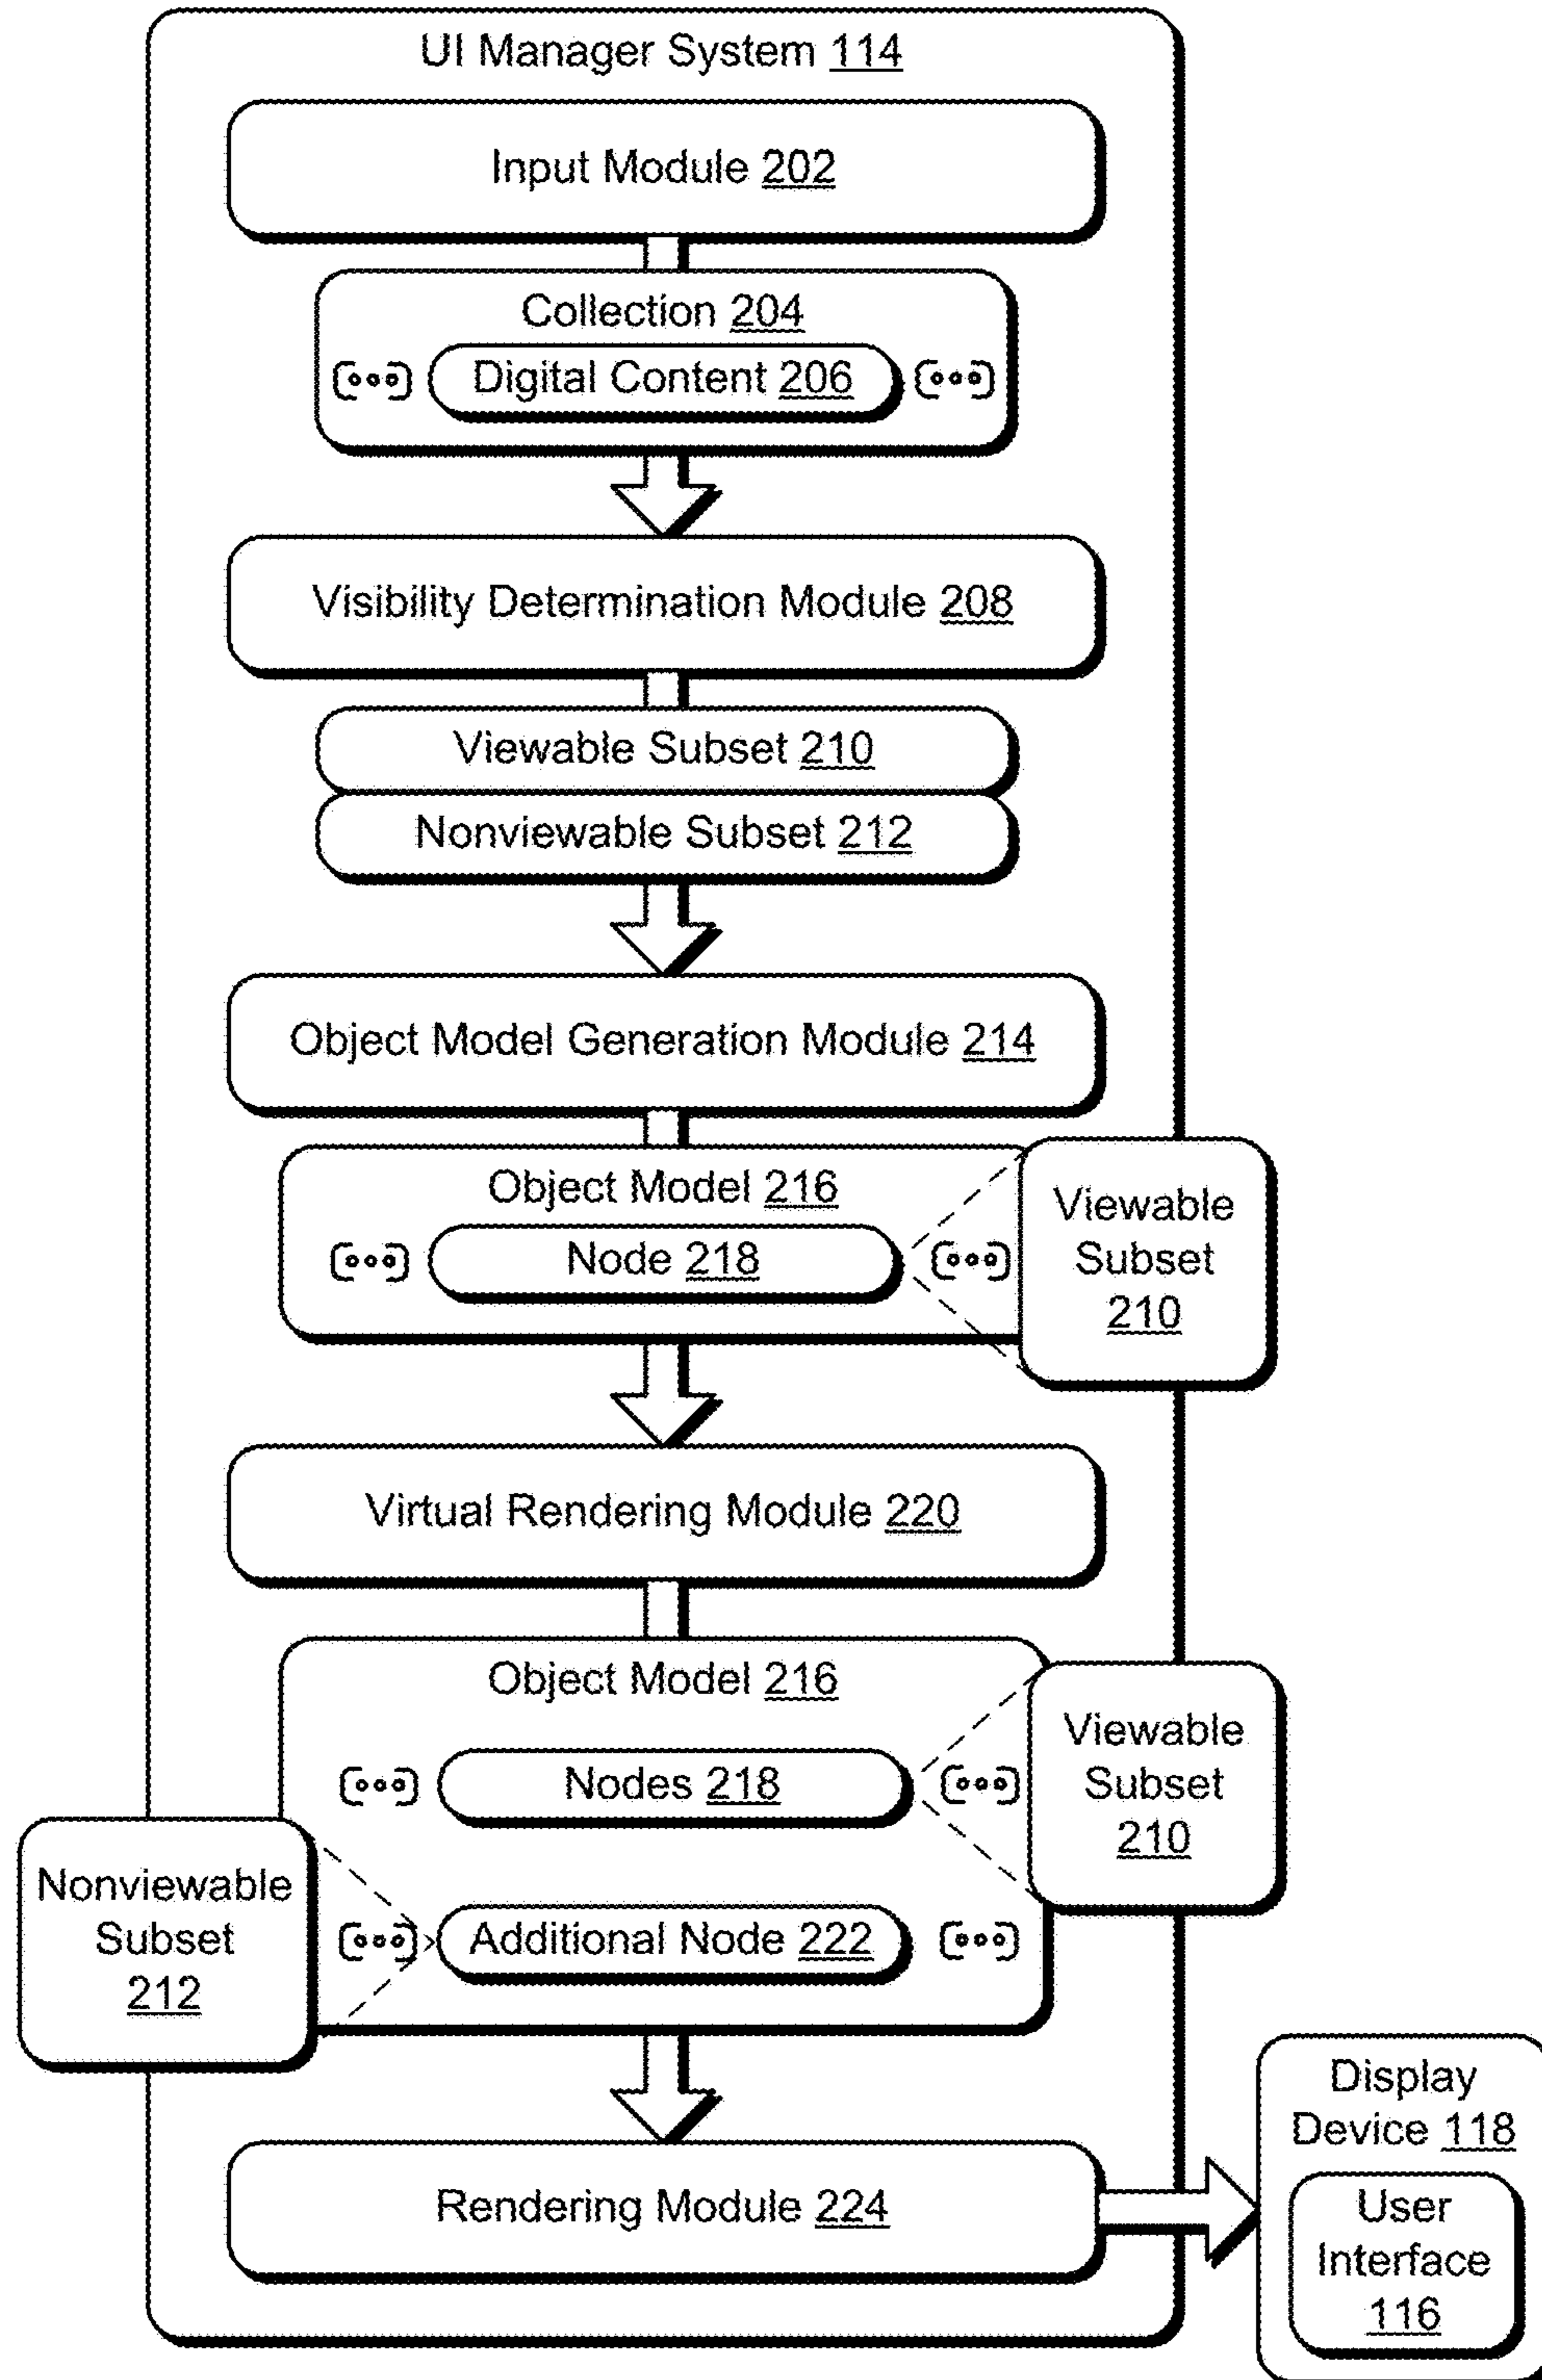 UI Manager System 114
Input Module 202
Collection 204
Digital Content 206
Visibility Determination Module 208
Viewable Subset 210
Nonviewable Subset 212
Object Model Generation Module 214
Object Model 216
Node 218
Viewable
Subset
210
Virtual Rendering Module 220
Object Model 216
Nodes 218
Viewable
Subset
210
Nonviewable
Subset
212
Additional Node 222
Rendering Module 224
Display
Device 118
User
Interface
116